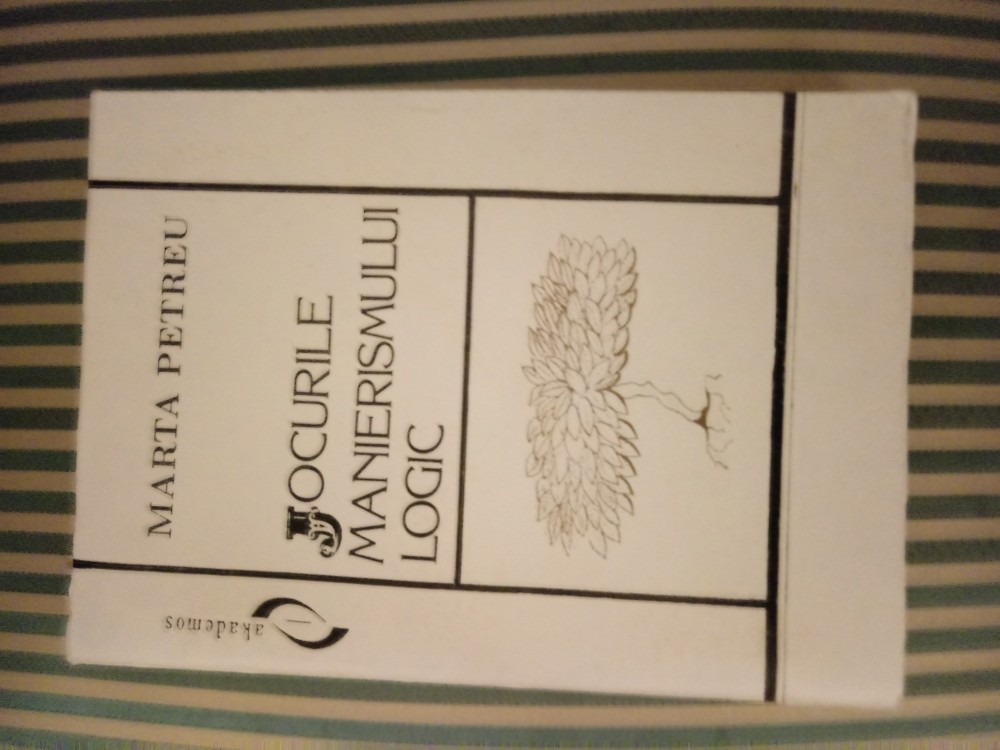 MARTA PETREU
JOCURILE
MANIERISMULUI
LOGIC
akademos